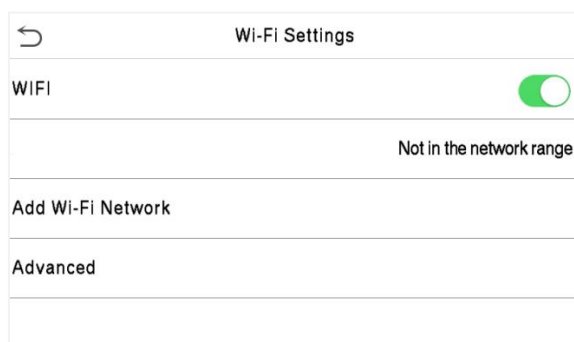 Wi-Fi Settings
WIFI
Not in the network range
Add Wi-Fi Network
Advanced